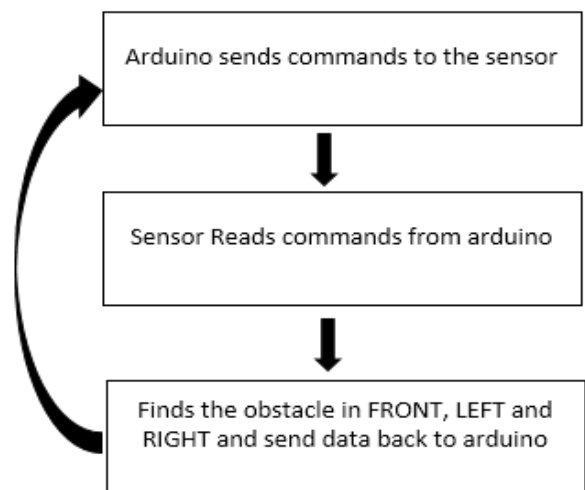 Arduino sends commands to the sensor
Sensor Reads commands from arduino
Finds the obstacle in FRONT, LEFT and
RIGHT and send data back to arduino